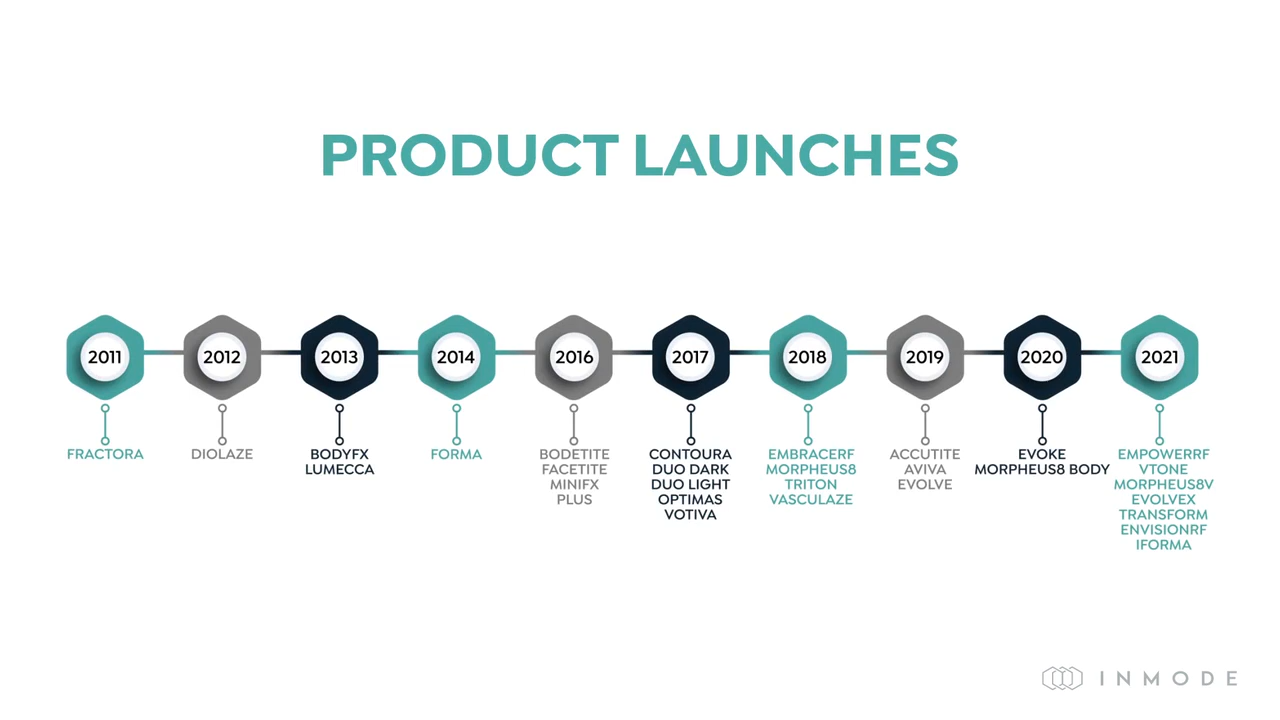 PRODUCT LAUNCHES
2011
FRACTORA
2012
DIOLAZE
2013
BODYFX
LUMECCA
2014
FORMA
2016
BODETITE
FACETITE
MINIFX
PLUS
2017
CONTOURA
DUO DARK
DUO LIGHT
OPTIMAS
VOTIVA
2018
EMBRACERF
MORPHEUS8
TRITON
VASCULAZE
2019
ACCUTITE
AVIVA
EVOLVE
2020
EVOKE
MORPHEUS8 BODY
2021
EMPOWERRF
VTONE
MORPHEUS8V
EVOLVEX
TRANSFORM
ENVISIONRF
IFORMA
INMODE